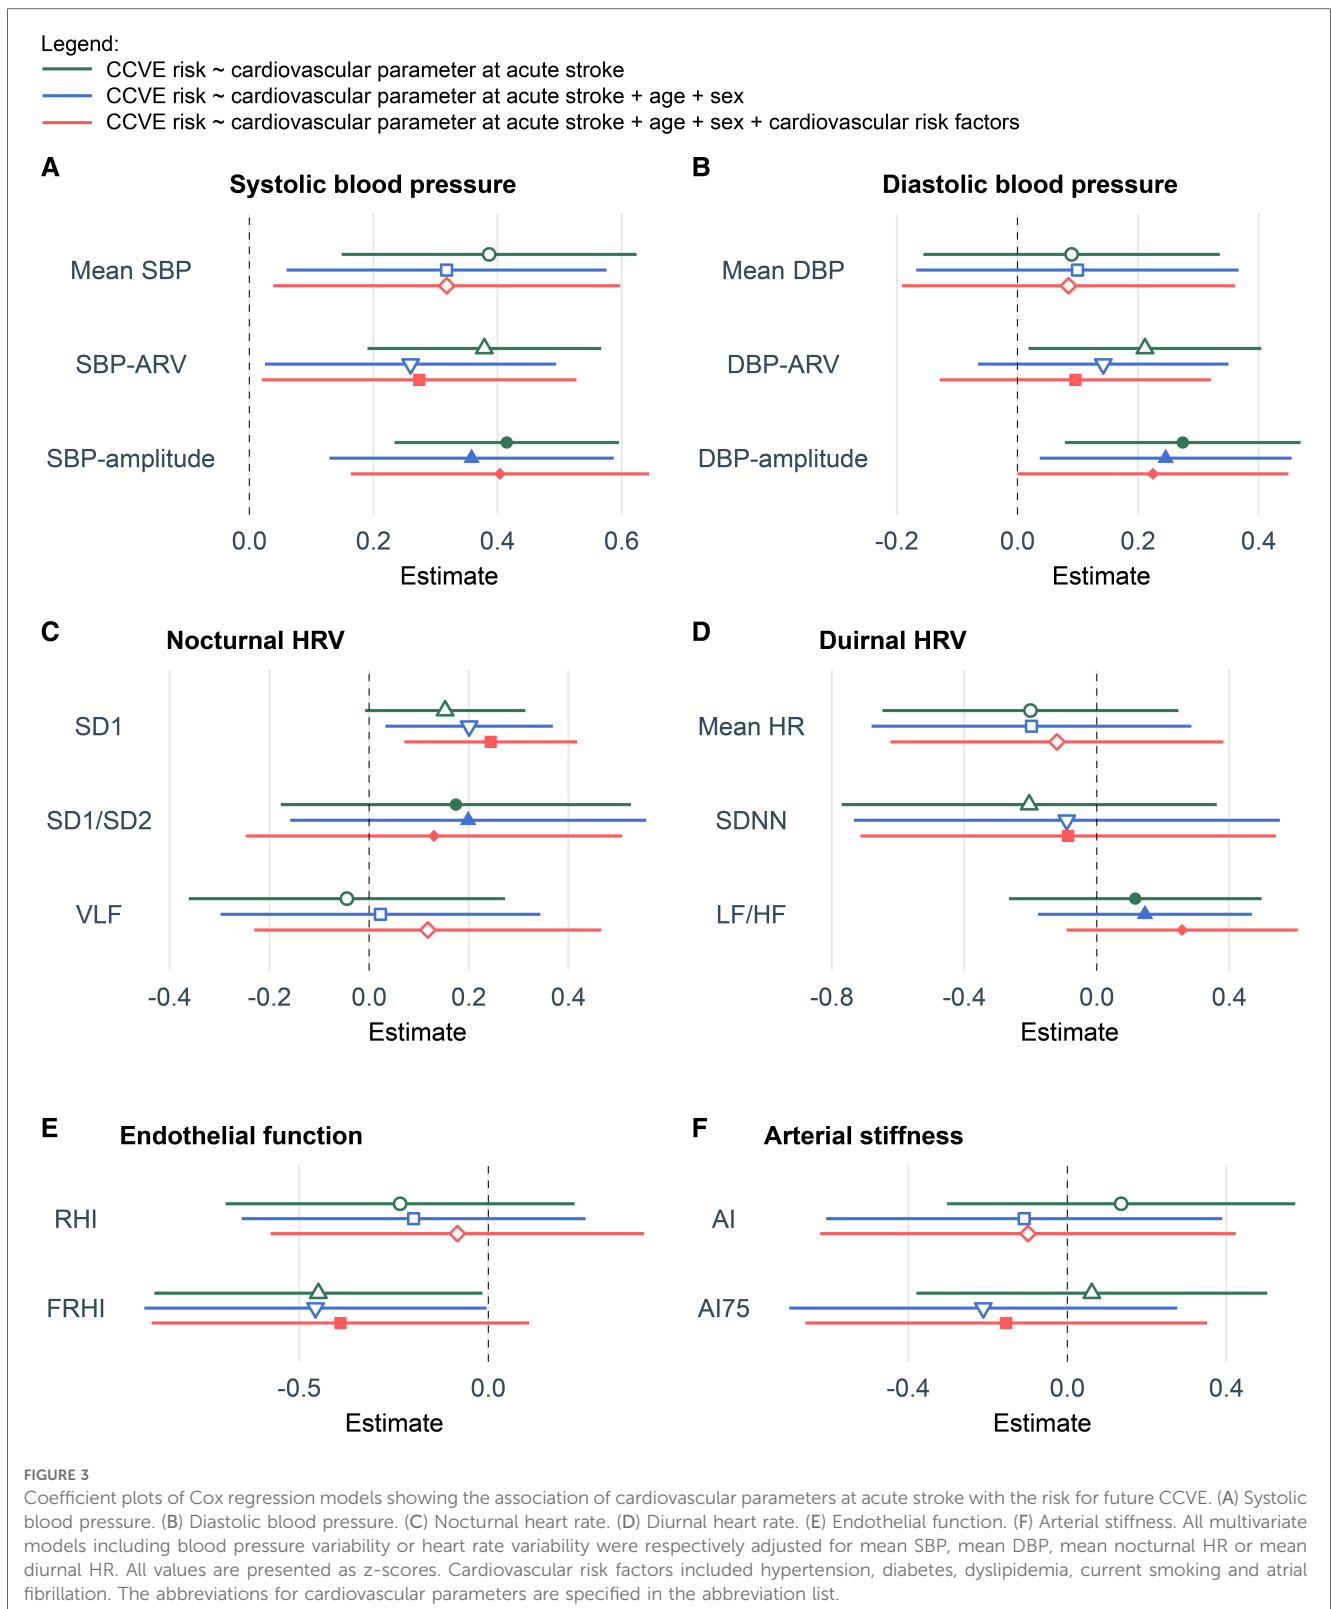 Legend:
CCVE risk ~ cardiovascular parameter at acute stroke
CCVE risk ~ cardiovascular parameter at acute stroke + age + sex
CCVE risk ~ cardiovascular parameter at acute stroke + age + sex + cardiovascular risk factors
A
Systolic blood pressure
Mean SBP
SBP-ARV
SBP-amplitude
0.0 0.2 0.4 0.6
Estimate
B
Diastolic blood pressure
Mean DBP
DBP-ARV
DBP-amplitude
-0.2 0.0 0.2 0.4
Estimate
C
Nocturnal HRV
SD1
SD1/SD2
VLF
-0.4 -0.2 0.0 0.2 0.4
Estimate
D
Duirnal HRV
Mean HR
SDNN
LF/HF
-0.8 -0.4 0.0 0.4
Estimate
E
Endothelial function
RHI
FRHI
-0.5 0.0
Estimate
F
Arterial stiffness
AI
AI75
-0.4 0.0 0.4
Estimate
FIGURE 3
Coefficient plots of Cox regression models showing the association of cardiovascular parameters at acute stroke with the risk for future CCVE. (A) Systolic
blood pressure. (B) Diastolic blood pressure. (C) Nocturnal heart rate. (D) Diurnal heart rate. (E) Endothelial function. (F) Arterial stiffness. All multivariate
models including blood pressure variability or heart rate variability were respectively adjusted for mean SBP, mean DBP, mean nocturnal HR or mean
diurnal HR. All values are presented as z-scores. Cardiovascular risk factors included hypertension, diabetes, dyslipidemia, current smoking and atrial
fibrillation. The abbreviations for cardiovascular parameters are specified in the abbreviation list.